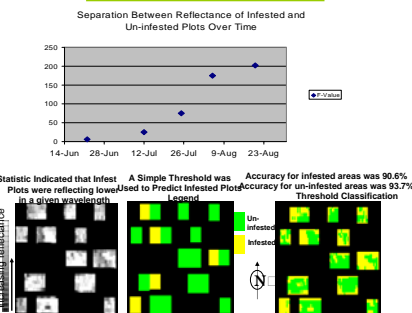 Separation Between Reflectance of Infested and
Un-infested Plots Over Time
250
200
150
100
50
0
F-Value
14-Jun 28-Jun 12-Jul 26-Jul 9-Aug 23-Aug
Statistic Indicated that Infest
Plots were reflecting lower
in a given wavelength
A Simple Threshold was
Used to Predict Infested Plots
Legend
Accuracy for infested areas was 90.6%
Accuracy for un-infested areas was 93.7%
Threshold Classification
Un-
infested
Infested
N
reflectance